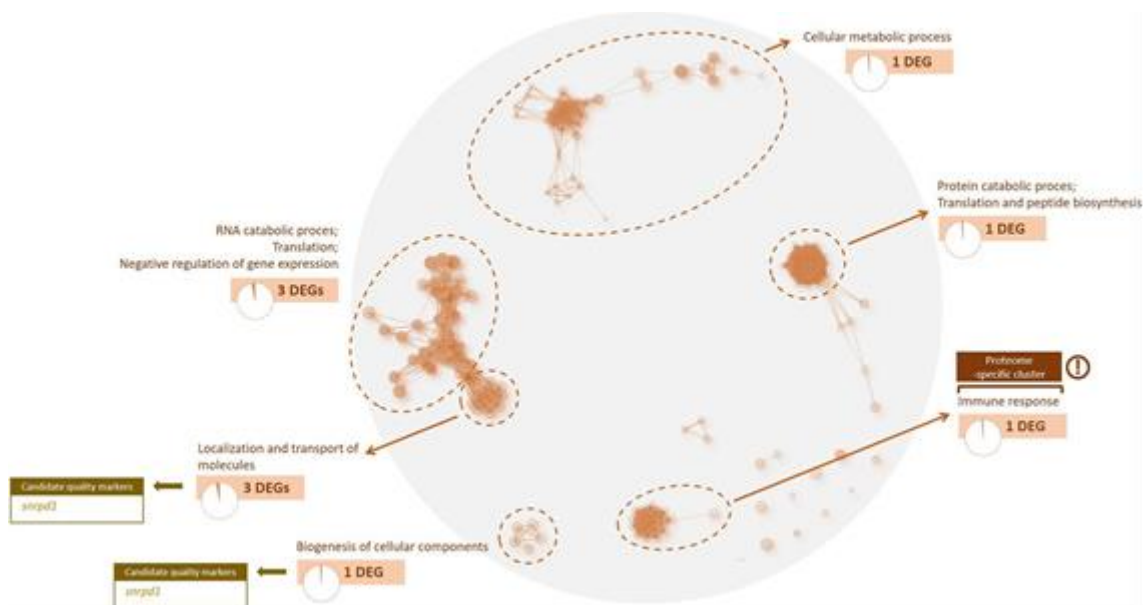 Cellular metabolic process
1 DEG
Protein catabolic proces;
Translation and peptide biosynthesis
1 DEG
RNA catabolic proces;
Translation;
Negative regulation of gene expression
3 DEGs
Proteome
-specific cluster
!
Immune response
1 DEG
Localization and transport of
molecules
3 DEGs
Candidate quality markers
snrpd3
Biogenesis of cellular components
1 DEG
Candidate quality markers